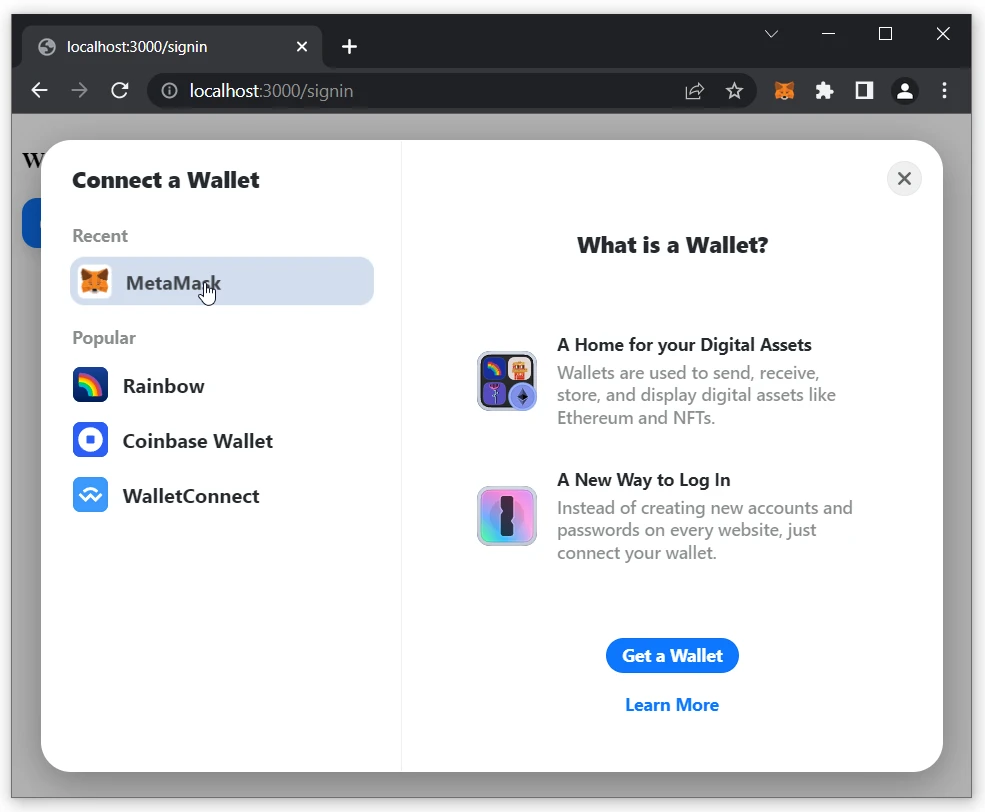 localhost:3000/signin
localhost:3000/signin
W
Connect a Wallet
Recent
MetaMask
Popular
Rainbow
Coinbase Wallet
WalletConnect
What is a Wallet?
A Home for your Digital Assets
Wallets are used to send, receive,
store, and display digital assets like
Ethereum and NFTs.
A New Way to Log In
Instead of creating new accounts and
passwords on every website, just
connect your wallet.
Get a Wallet
Learn More